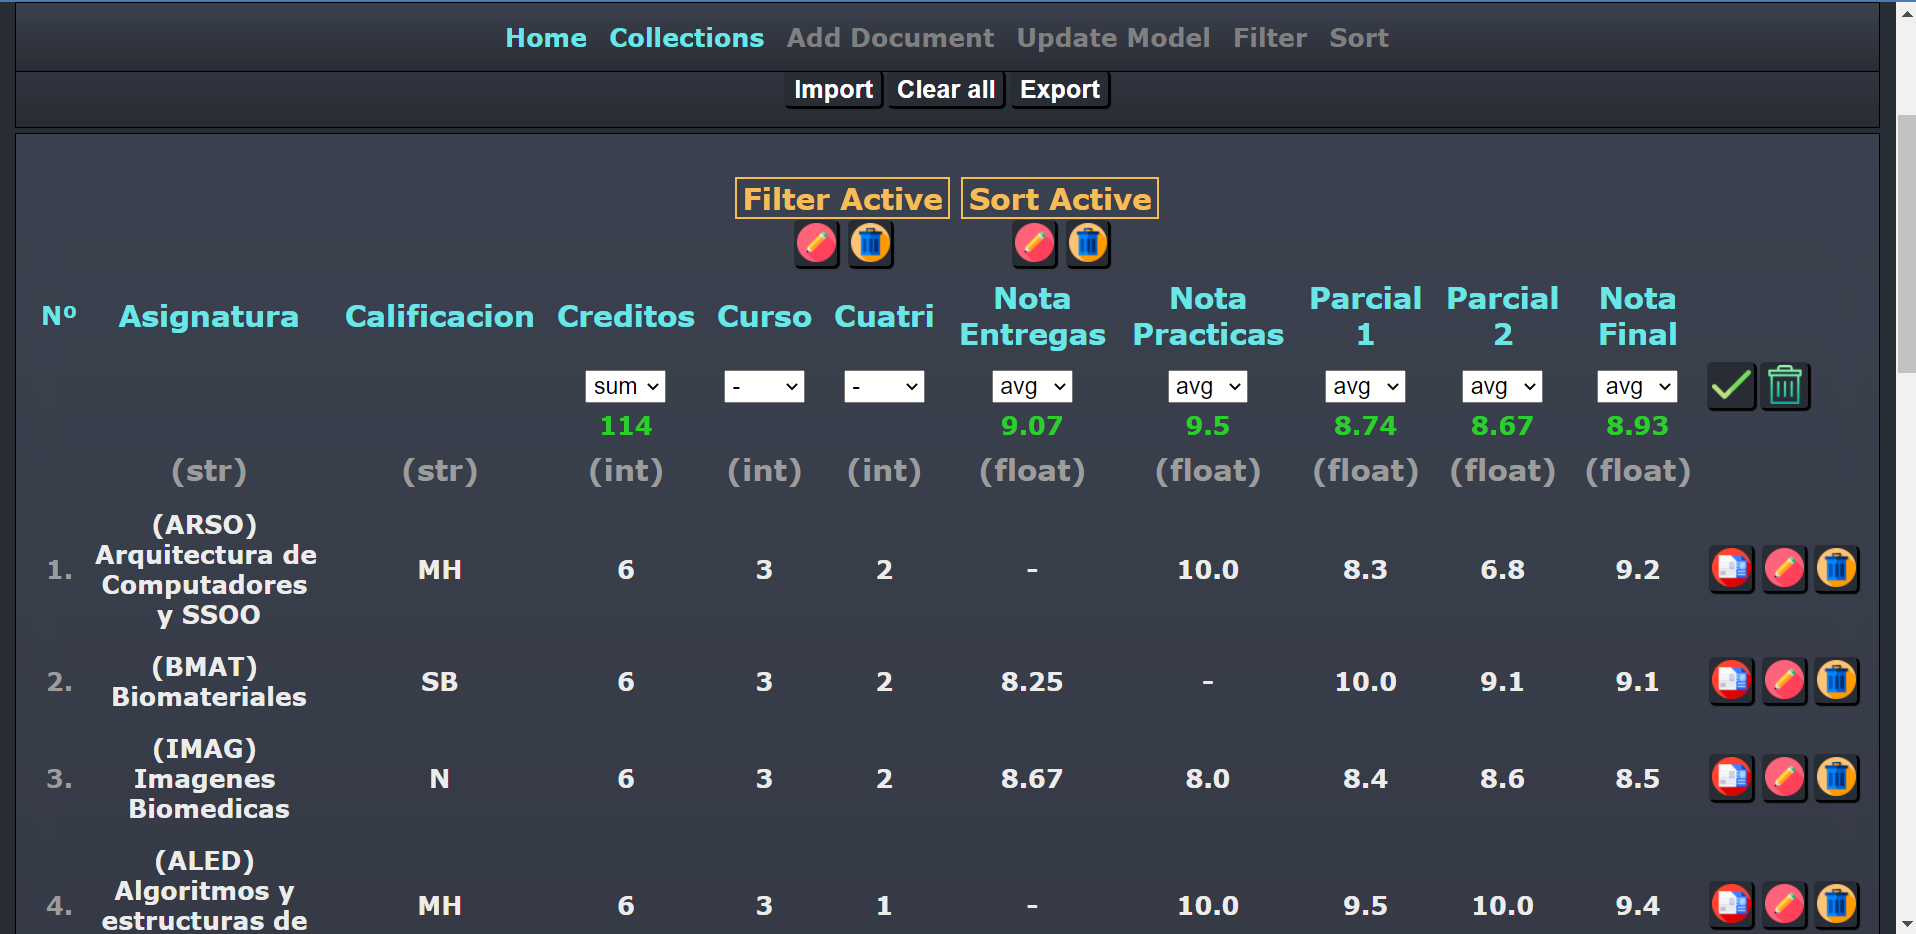 Home Collections Add Document Update Model Filter Sort
Import Clear all Export
Filter Active Sort Active
Nº Asignatura Calificacion Creditos Curso Cuatri Nota Entregas Nota Practicas Parcial 1 Parcial 2 Nota Final
sum - - avg avg avg avg avg
114 9.07 9.5 8.74 8.67 8.93
(str) (str) (int) (int) (int) (float) (float) (float) (float) (float)
1. (ARSO) Arquitectura de Computadores y SSOO MH 6 3 2 - 10.0 8.3 6.8 9.2
2. (BMAT) Biomateriales SB 6 3 2 8.25 - 10.0 9.1 9.1
3. (IMAG) Imagenes Biomedicas N 6 3 2 8.67 8.0 8.4 8.6 8.5
4. (ALED) Algoritmos y estructuras de MH 6 3 1 - 10.0 9.5 10.0 9.4